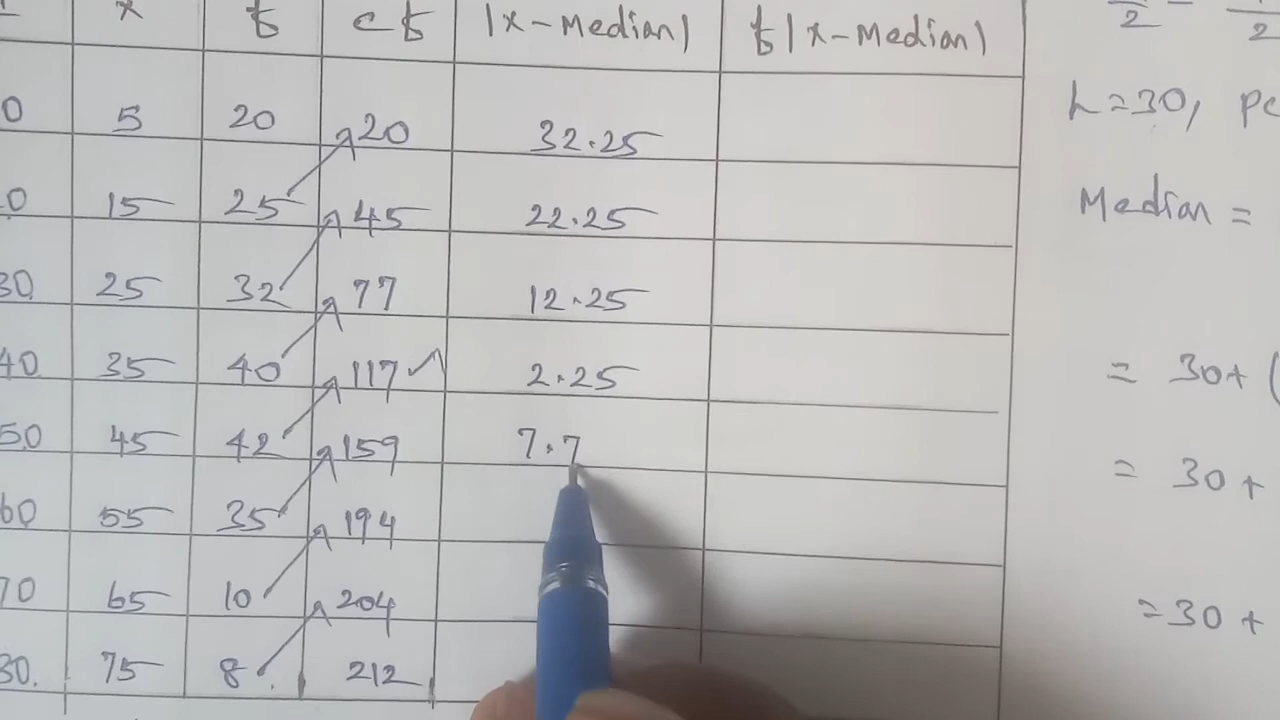 x f cf |x-Median| f|x-Median|
0 5 20 20 32.25
0 15 25 45 22.25
30 25 32 77 12.25
40 35 40 117 ✓ 2.25
50 45 42 159 7.7
60 55 35 194
70 65 10 204
30. 75 8 212
2 = 2
L=30,
Median =
= 30+(
= 30+
=30+